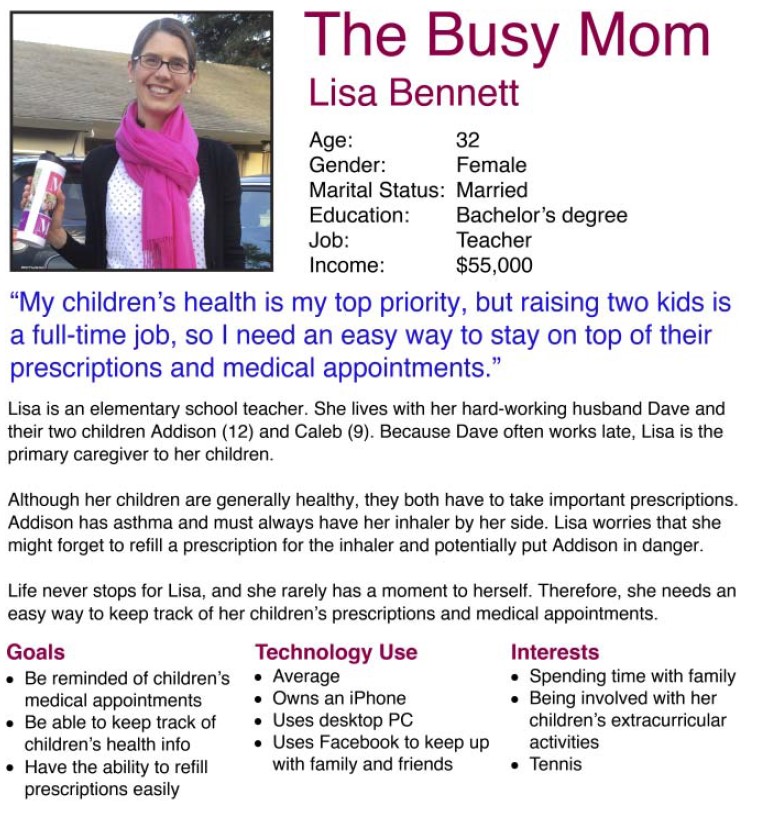 The Busy Mom
Lisa Bennett
Age: 32
Gender: Female
Marital Status: Married
Education: Bachelor's degree
Job: Teacher
Income: $55,000
M
M
“My children’s health is my top priority, but raising two kids is
a full-time job, so I need an easy way to stay on top of their
prescriptions and medical appointments.”
Lisa is an elementary school teacher. She lives with her hard-working husband Dave and
their two children Addison (12) and Caleb (9). Because Dave often works late, Lisa is the
primary caregiver to her children.
Although her children are generally healthy, they both have to take important prescriptions.
Addison has asthma and must always have her inhaler by her side. Lisa worries that she
might forget to refill a prescription for the inhaler and potentially put Addison in danger.
Life never stops for Lisa, and she rarely has a moment to herself. Therefore, she needs an
easy way to keep track of her children’s prescriptions and medical appointments.
Goals
• Be reminded of children’s
medical appointments
• Be able to keep track of
children’s health info
• Have the ability to refill
prescriptions easily
Technology Use
• Average
• Owns an iPhone
• Uses desktop PC
• Uses Facebook to keep up
with family and friends
Interests
• Spending time with family
• Being involved with her
children’s extracurricular
activities
• Tennis